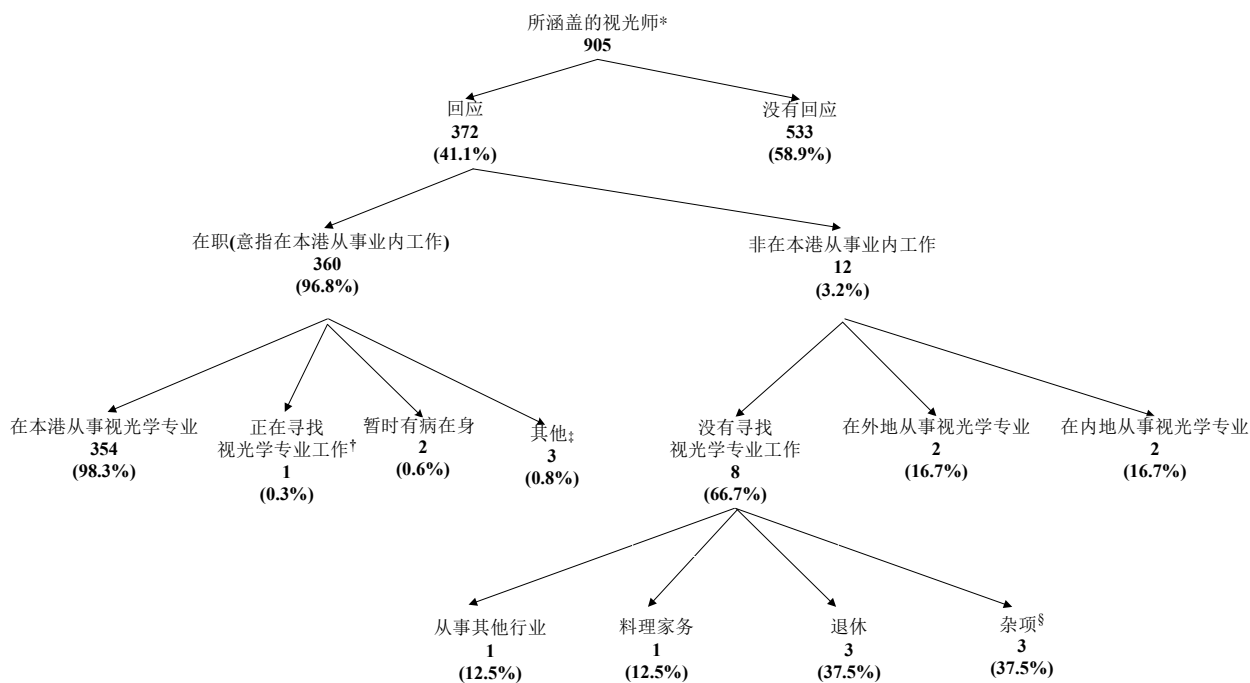 所涵盖的视光师*
905
回应
372
(41.1%)
没有回应
533
(58.9%)
在职(意指在本港从事业内工作)
360
(96.8%)
非在本港从事业内工作
12
(3.2%)
在本港从事视光学专业
354
(98.3%)
正在寻找
视光学专业工作†
1
(0.3%)
暂时有病在身
2
(0.6%)
其他‡
3
(0.8%)
没有寻找
视光学专业工作
8
(66.7%)
在外地从事视光学专业
2
(16.7%)
在内地从事视光学专业
2
(16.7%)
从事其他行业
1
(12.5%)
料理家务
1
(12.5%)
退休
3
(37.5%)
杂项§
3
(37.5%)